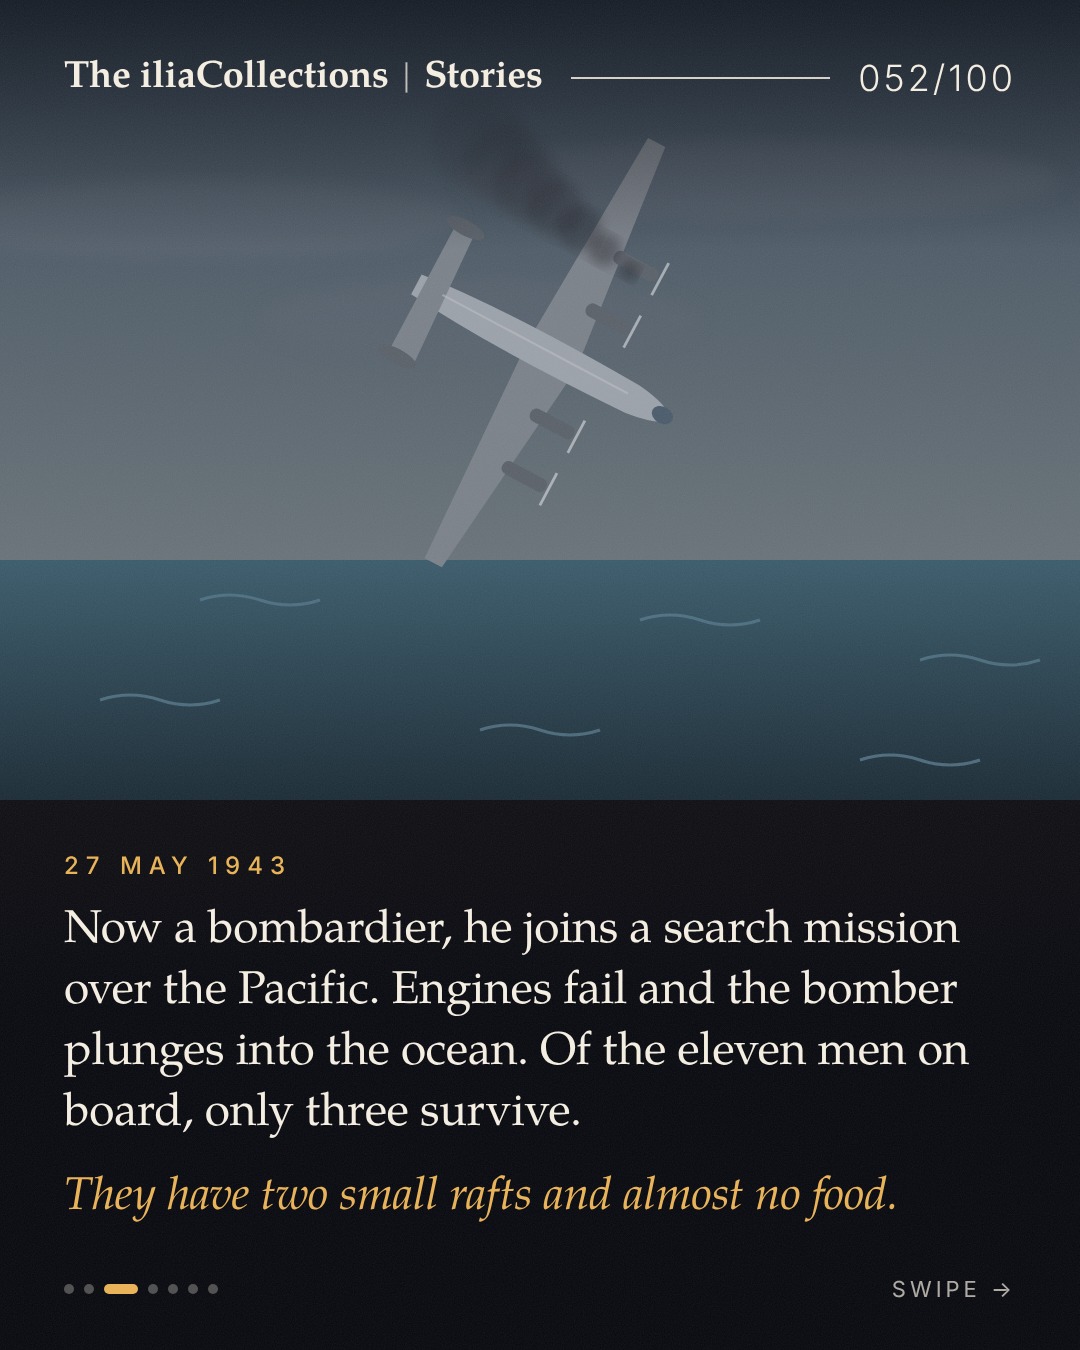 The iliaCollections | Stories 052/100
27 MAY 1943
Now a bombardier, he joins a search mission
over the Pacific. Engines fail and the bomber
plunges into the ocean. Of the eleven men on
board, only three survive.
They have two small rafts and almost no food.
SWIPE →